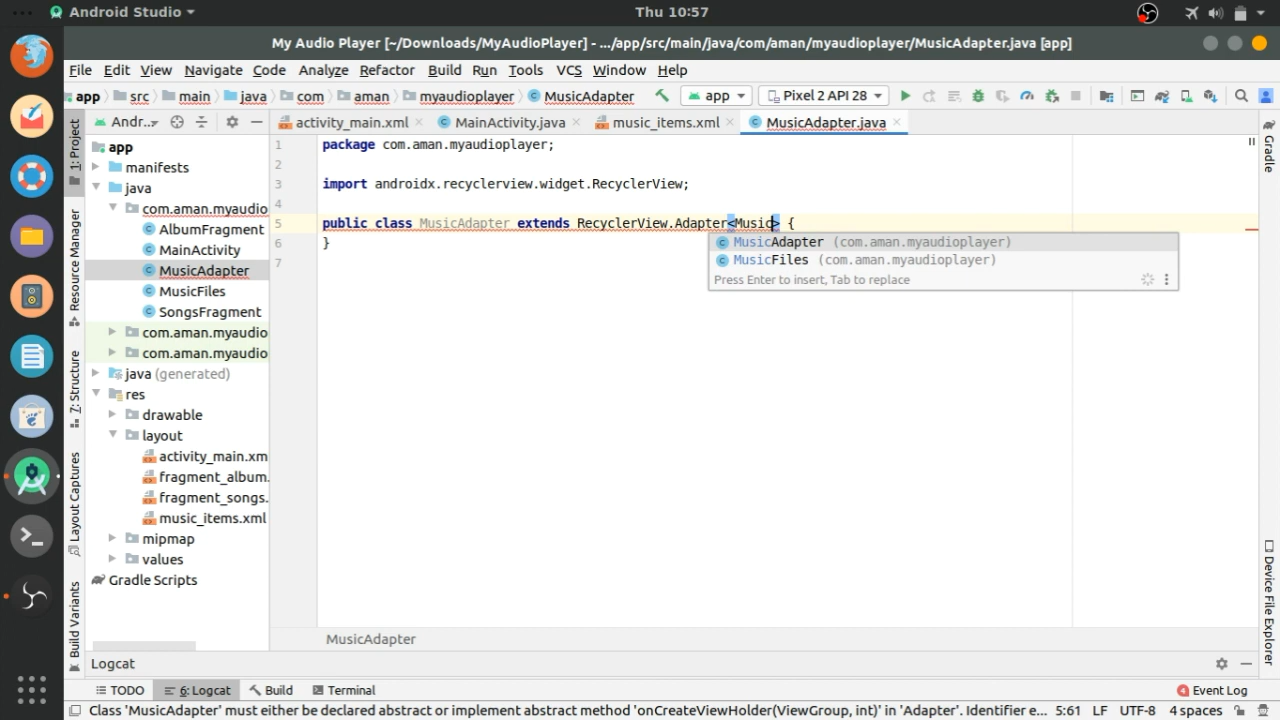 Android Studio
Thu 10:57
My Audio Player [~/Downloads/MyAudioPlayer] - .../app/src/main/java/com/aman/myaudioplayer/MusicAdapter.java [app]
File Edit View Navigate Code Analyze Refactor Build Run Tools VCS Window Help
app src main java com aman myaudioplayer MusicAdapter app Pixel 2 API 28
1: Project
Resource Manager
7: Structure
Layout Captures
Build Variants
Andr...
app
manifests
java
com.aman.myaudio
AlbumFragment
MainActivity
MusicAdapter
MusicFiles
SongsFragment
com.aman.myaudio
com.aman.myaudio
java (generated)
res
drawable
layout
activity_main.xm
fragment_album.
fragment_songs.
music_items.xml
mipmap
values
Gradle Scripts
activity_main.xml MainActivity.java music_items.xml MusicAdapter.java
1 package com.aman.myaudioplayer;
2
3 import androidx.recyclerview.widget.RecyclerView;
4
5 public class MusicAdapter extends RecyclerView.Adapter<Music> {
6 }
7
MusicAdapter (com.aman.myaudioplayer)
MusicFiles (com.aman.myaudioplayer)
Press Enter to insert, Tab to replace
MusicAdapter
Gradle
Device File Explorer
Logcat
TODO 6: Logcat Build Terminal 4 Event Log
Class 'MusicAdapter' must either be declared abstract or implement abstract method 'onCreateViewHolder(ViewGroup, int)' in 'Adapter'. Identifier e... 5:61 LF UTF-8 4 spaces